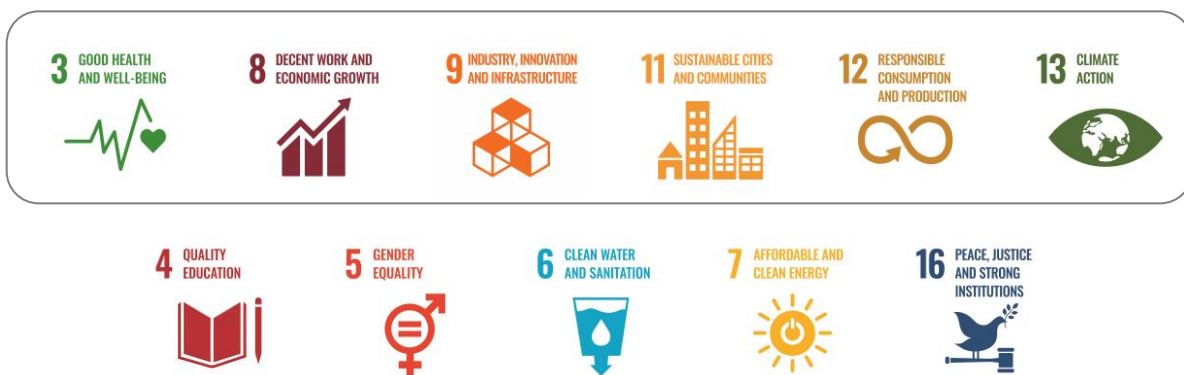 3 GOOD HEALTH
AND WELL-BEING
8 DECENT WORK AND
ECONOMIC GROWTH
9 INDUSTRY, INNOVATION
AND INFRASTRUCTURE
11 SUSTAINABLE CITIES
AND COMMUNITIES
12 RESPONSIBLE
CONSUMPTION
AND PRODUCTION
13 CLIMATE
ACTION
4 QUALITY
EDUCATION
5 GENDER
EQUALITY
6 CLEAN WATER
AND SANITATION
7 AFFORDABLE AND
CLEAN ENERGY
16 PEACE, JUSTICE
AND STRONG
INSTITUTIONS